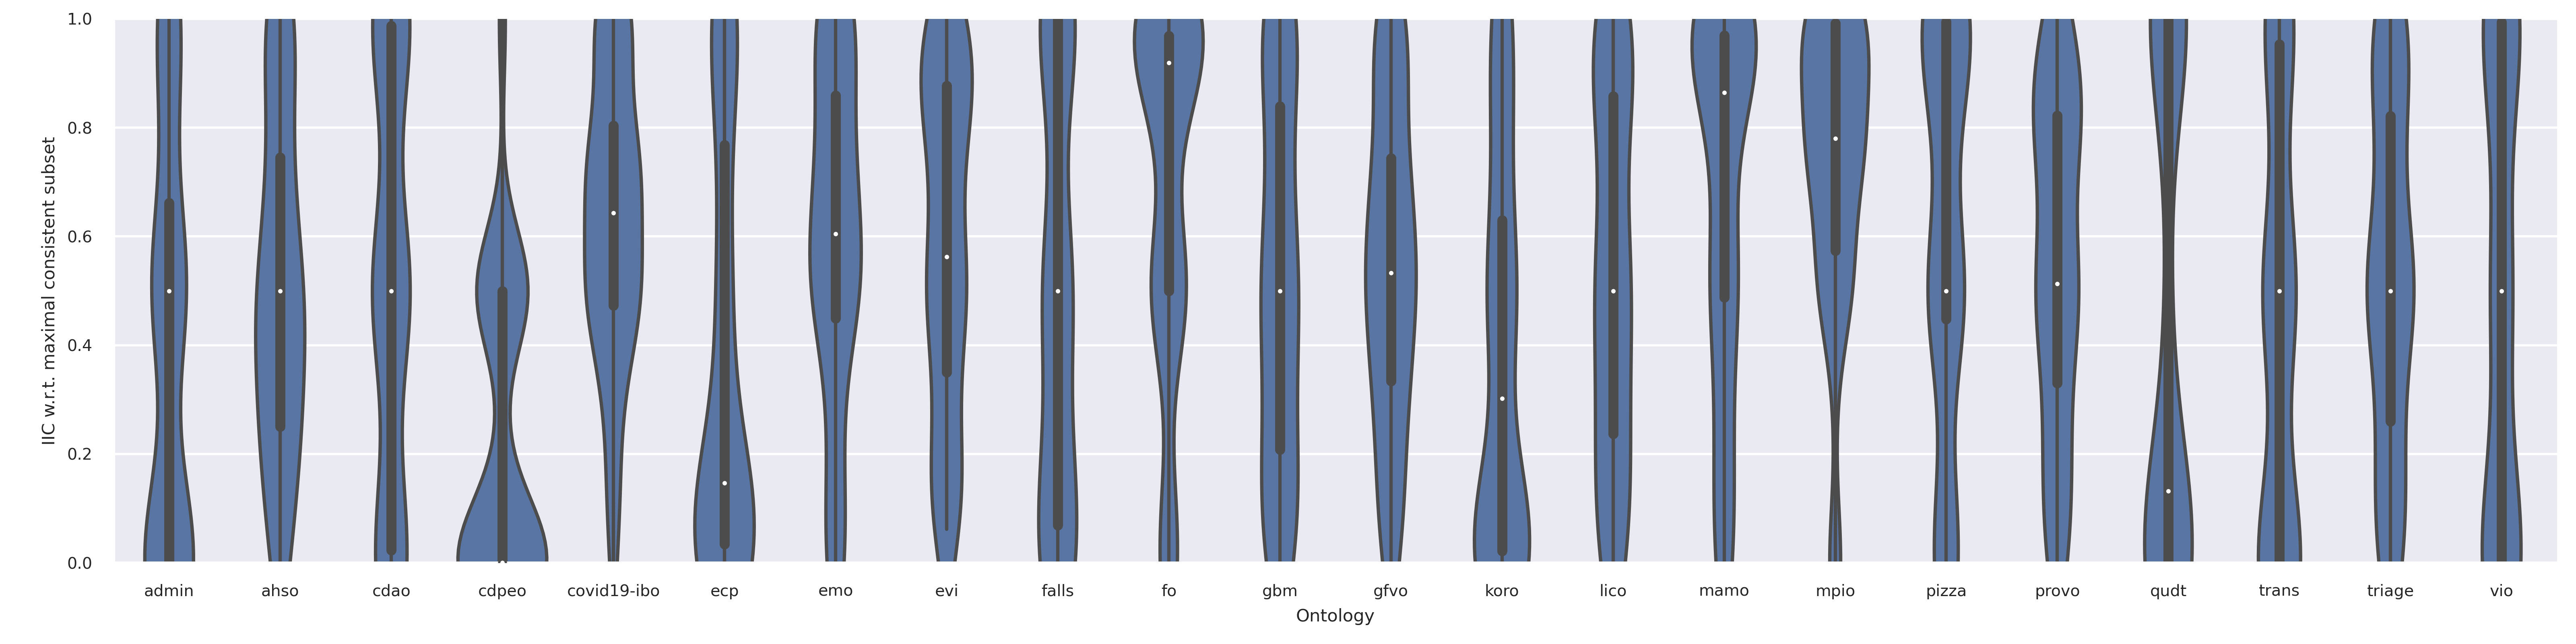 IIC w.r.t. maximal consistent subset
1.0
0.8
0.6
0.4
0.2
0.0
admin ahso cdao cdpeo covid19-ibo ecp emo evi falls fo gbm gfvo koro lico mamo mpio pizza provo qudt trans triage vio
Ontology